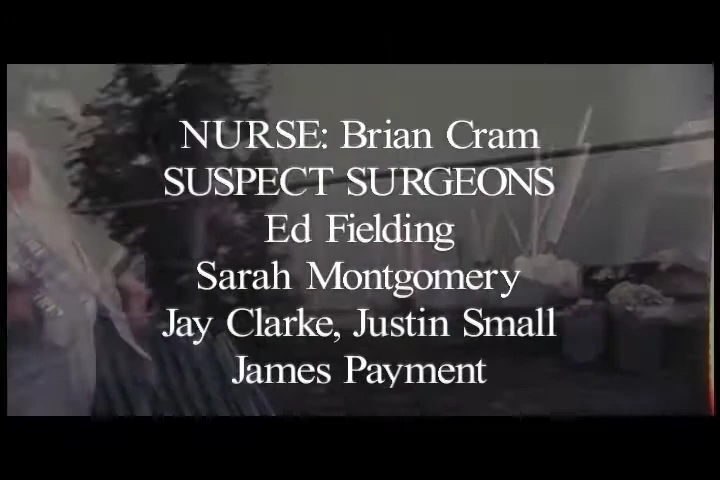 NURSE: Brian Cram
SUSPECT SURGEONS
Ed Fielding
Sarah Montgomery
Jay Clarke, Justin Small
James Payment